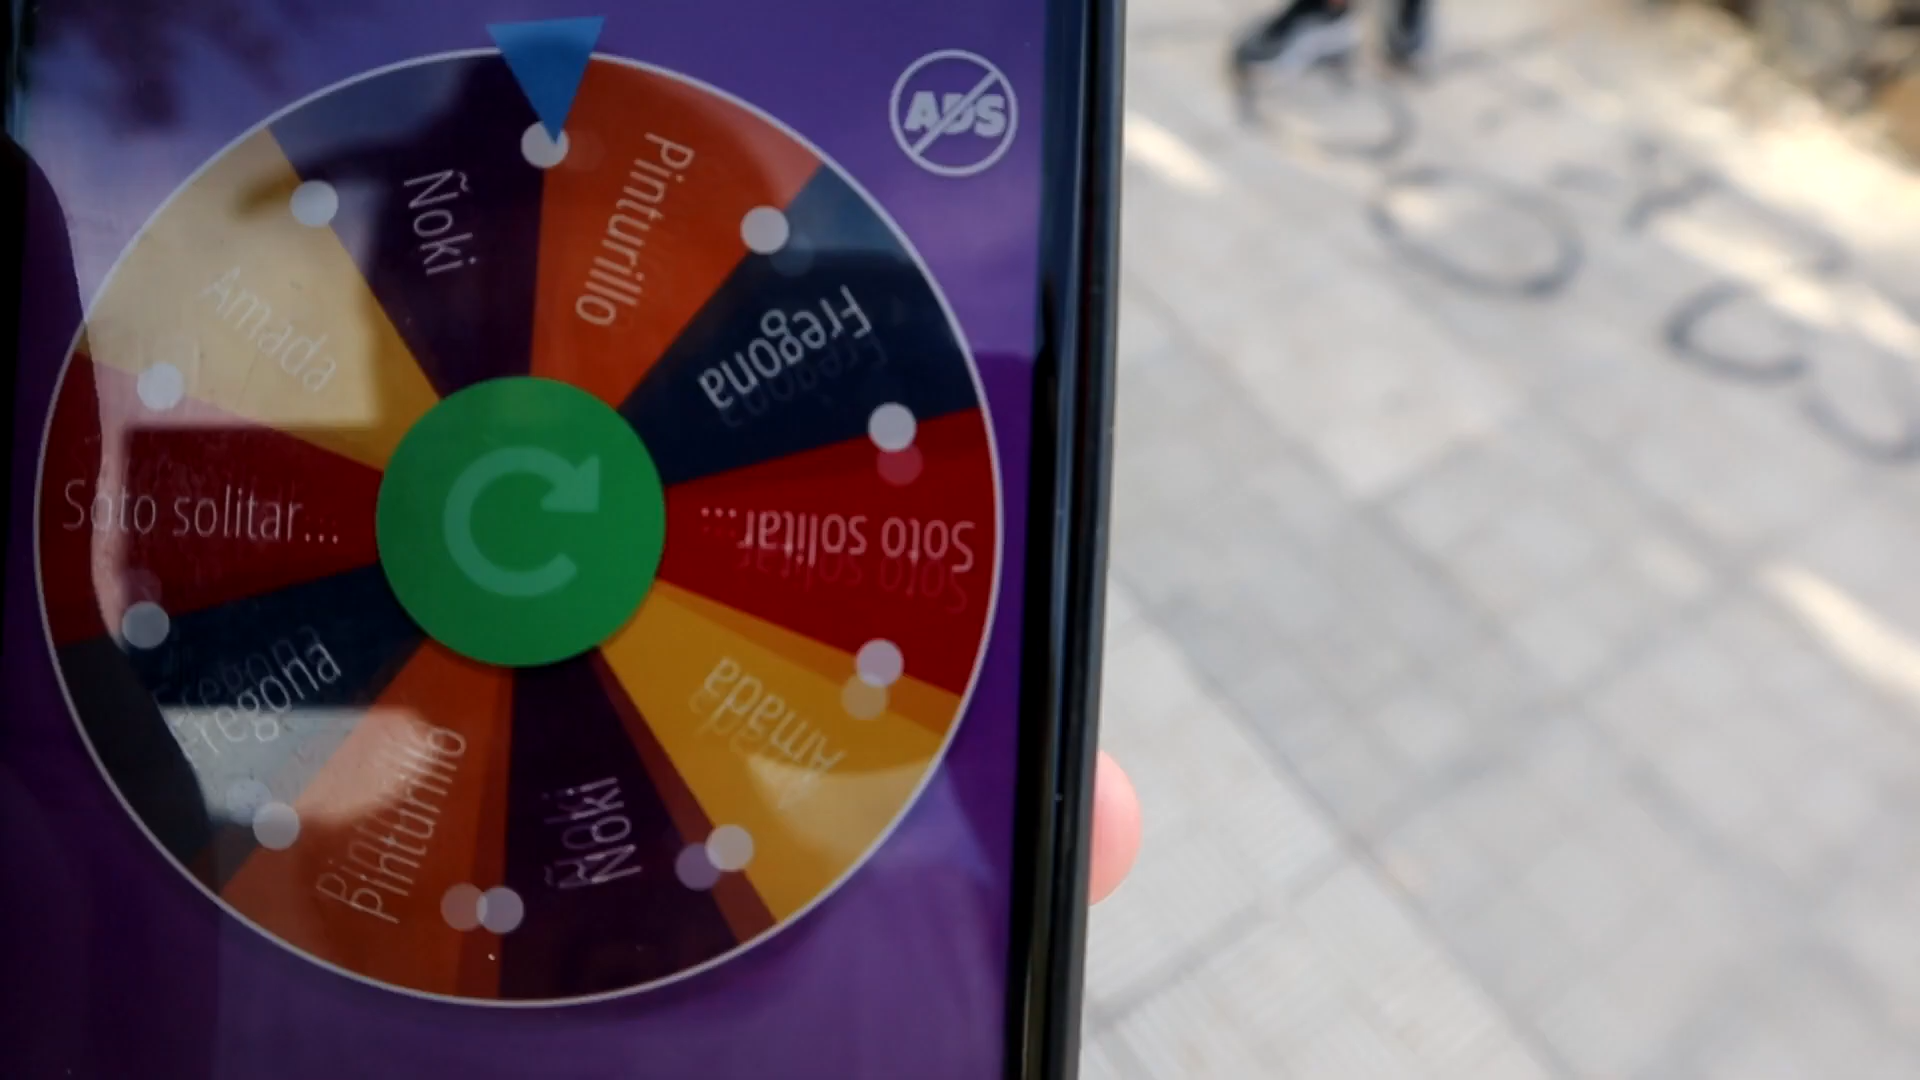 ADS
Ñoki
Pinturillo
Fregona
Soto solitar...
Amada
Ñoki
Pinturillo
Fregona
Soto solitar...
Amada